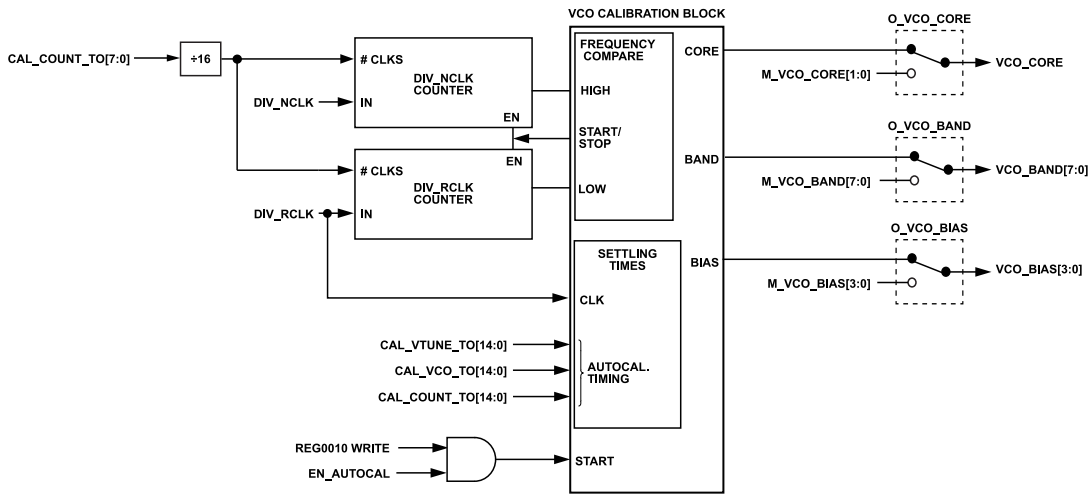 VCO CALIBRATION BLOCK
O_VCO_CORE
CAL_COUNT_TO[7:0]
÷16
# CLKS
DIV_NCLK
COUNTER
DIV_NCLK
IN
EN
FREQUENCY
COMPARE
HIGH
START/
STOP
LOW
CORE
M_VCO_CORE[1:0]
VCO_CORE
EN
# CLKS
DIV_RCLK
COUNTER
DIV_RCLK
IN
O_VCO_BAND
BAND
M_VCO_BAND[7:0]
VCO_BAND[7:0]
SETTLING
TIMES
CLK
O_VCO_BIAS
BIAS
M_VCO_BIAS[3:0]
VCO_BIAS[3:0]
CAL_VTUNE_TO[14:0]
CAL_VCO_TO[14:0]
CAL_COUNT_TO[14:0]
AUTOCAL.
TIMING
REG0010 WRITE
EN_AUTOCAL
START